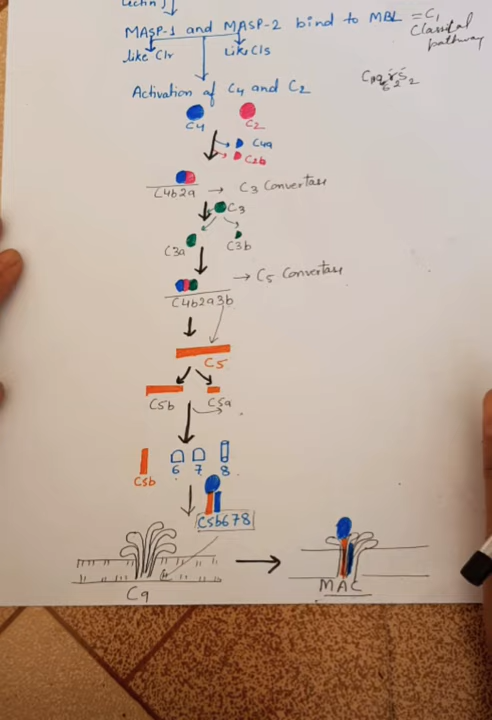 MASP-1 and MASP-2 bind to MBL = C1
Classical
pathway
like C1r
Like C1s
Activation of C4 and C2
C4
C2
C4a
C2b
C4b2a → C3 Convertase
C3
C3a
C3b
→ C5 Convertase
C4b2a3b
C5
C5b
C5a
C5b
6
7
8
C5b678
C9
MAC